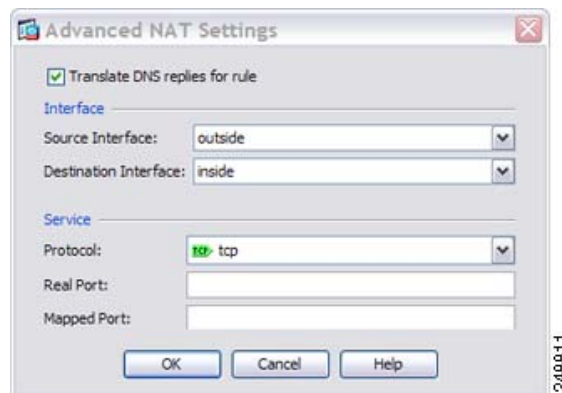 Advanced NAT Settings
Translate DNS replies for rule
Interface
Source Interface: outside
Destination Interface: inside
Service
Protocol: TCP tcp
Real Port:
Mapped Port:
OK Cancel Help
248811